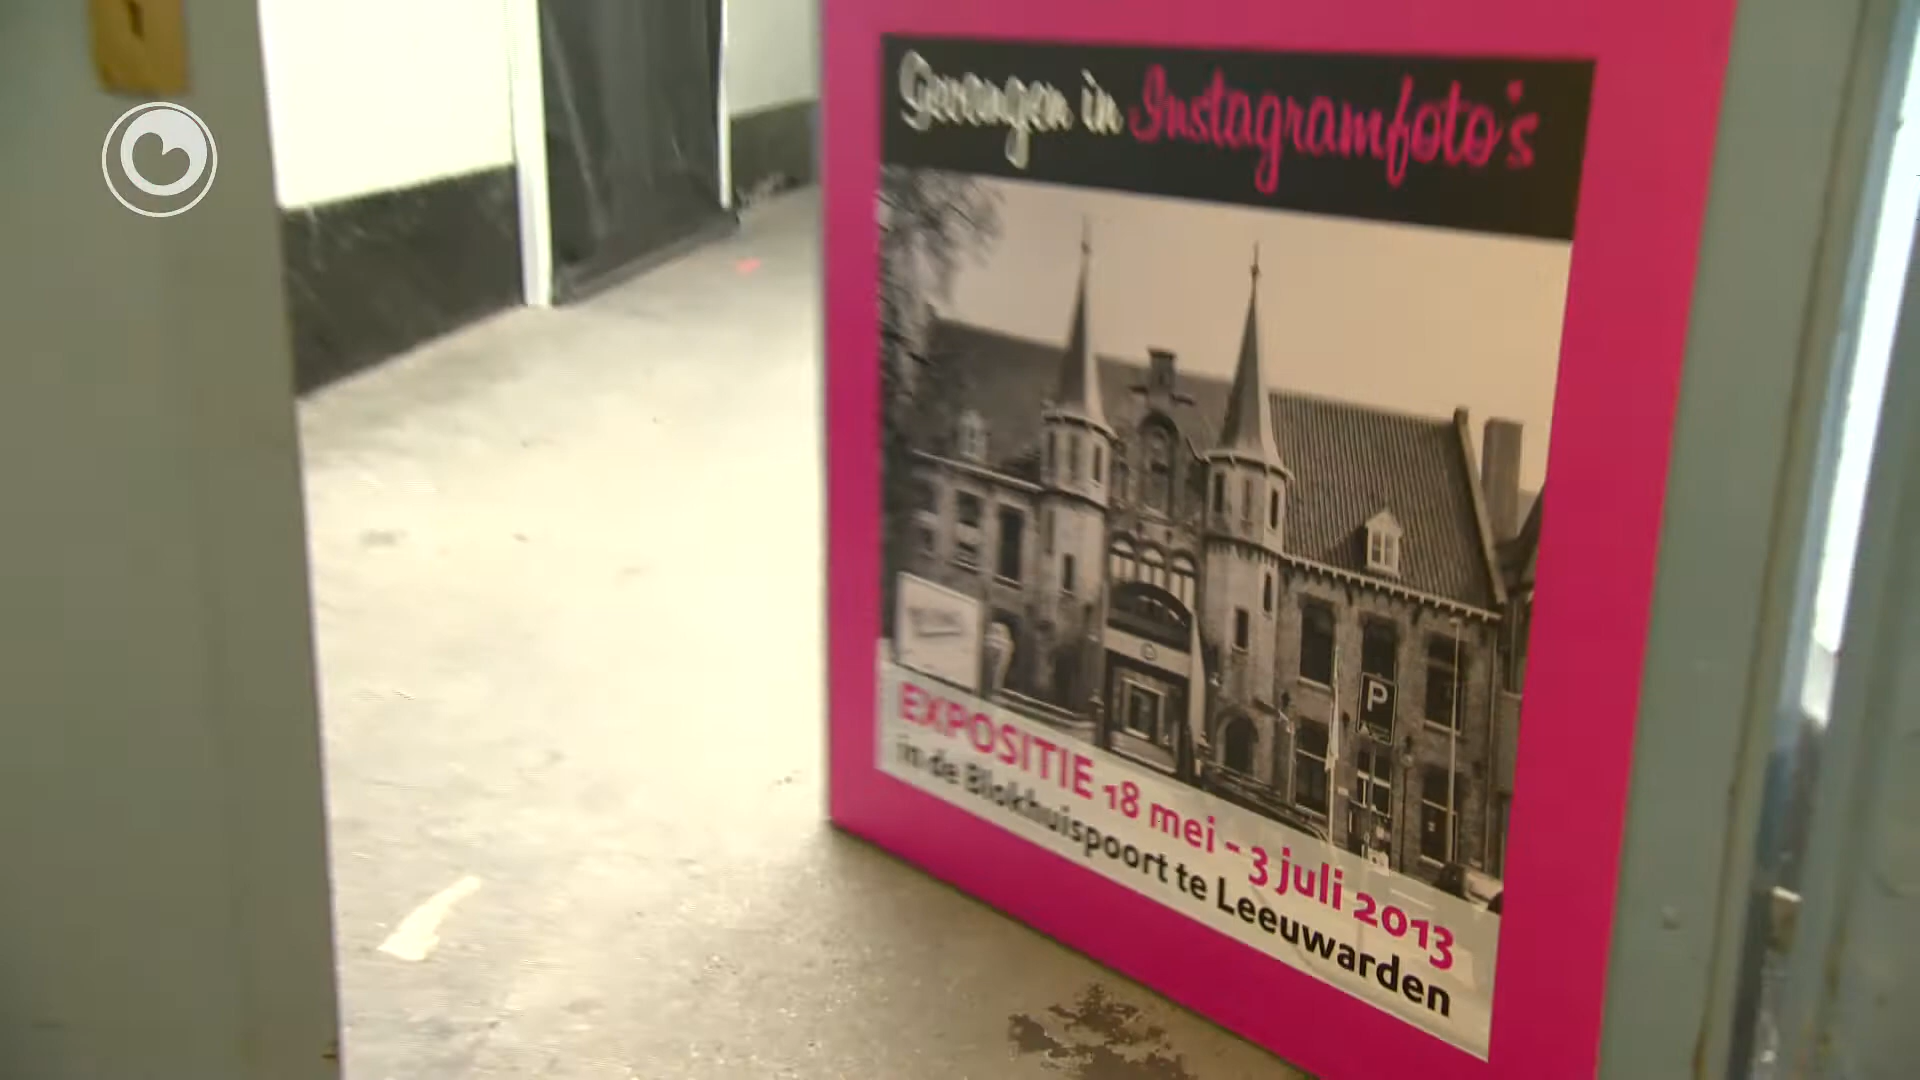 Gevangen in Instagramfoto's
P
EXPOSITIE 18 mei - 3 juli 2013
in de Blokhuispoort te Leeuwarden